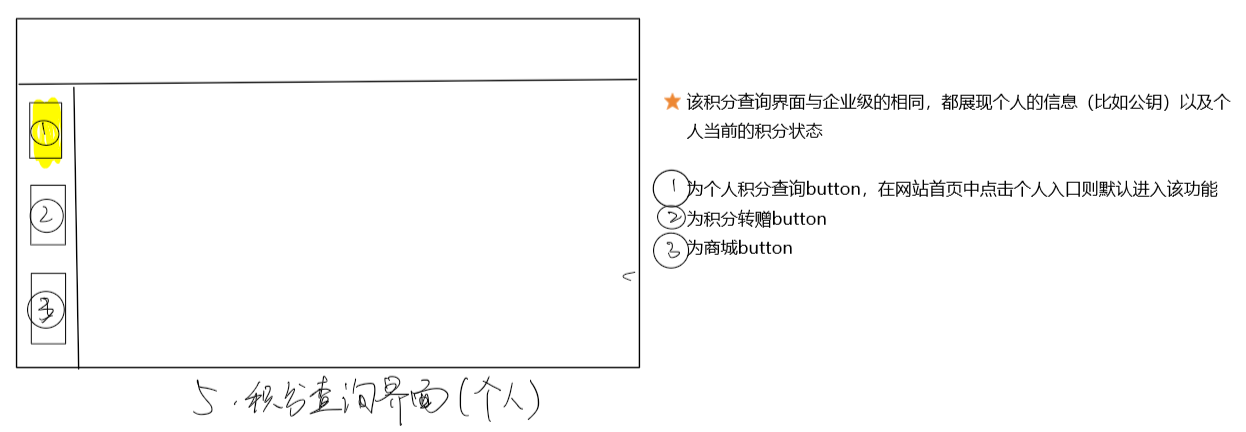 1
2
3
5.积分查询界面(个人)
★ 该积分查询界面与企业级的相同，都展现个人的信息（比如公钥）以及个
人当前的积分状态
1 为个人积分查询button，在网站首页中点击个人入口则默认进入该功能
2 为积分转赠button
3 为商城button